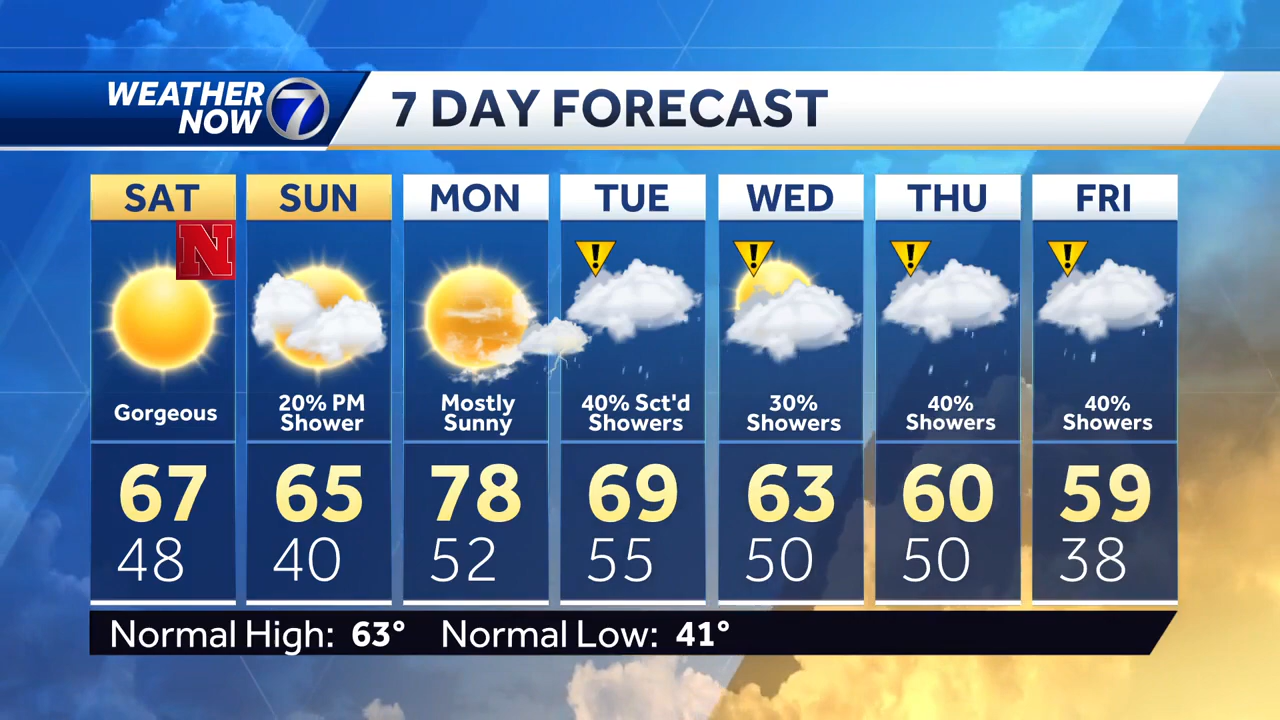 WEATHER
NOW 7
7 DAY FORECAST
SAT SUN MON TUE WED THU FRI
N
! ! ! !
Gorgeous
20% PM
Shower
Mostly
Sunny
40% Sct'd
Showers
30%
Showers
40%
Showers
40%
Showers
67 65 78 69 63 60 59
48 40 52 55 50 50 38
Normal High: 63° Normal Low: 41°